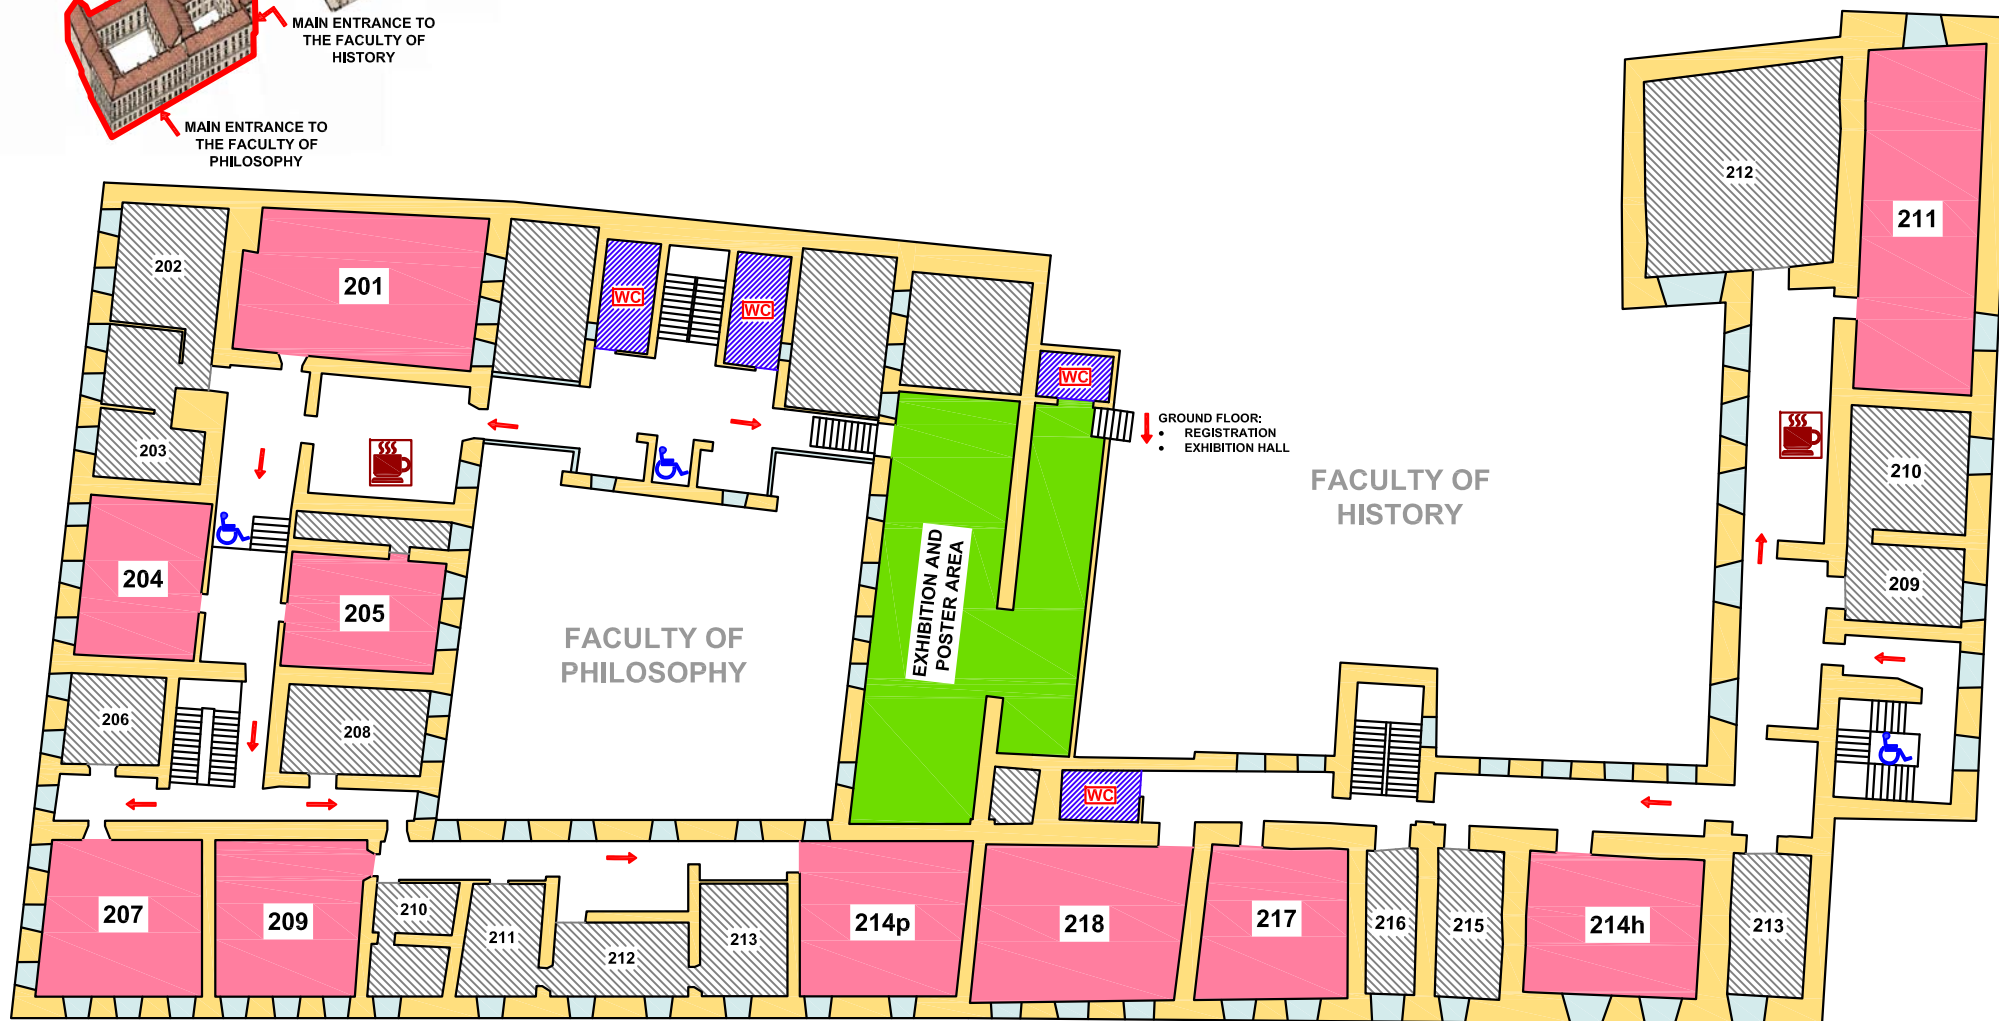 MAIN ENTRANCE TO
THE FACULTY OF
HISTORY
MAIN ENTRANCE TO
THE FACULTY OF
PHILOSOPHY
212
211
202
201
WC
WC
WC
GROUND FLOOR:
• REGISTRATION
• EXHIBITION HALL
203
210
FACULTY OF
HISTORY
204
205
EXHIBITION AND
POSTER AREA
209
FACULTY OF
PHILOSOPHY
206
208
WC
207
209
210
211
212
213
214p
218
217
216
215
214h
213